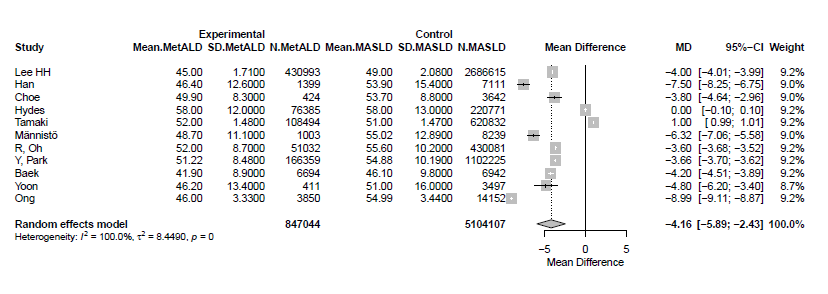 Experimental Control
Study Mean.MetALD SD.MetALD N.MetALD Mean.MASLD SD.MASLD N.MASLD Mean Difference MD 95%−CI Weight
Lee HH 45.00 1.7100 430993 49.00 2.0800 2686615 −4.00 [−4.01; −3.99] 9.2%
Han 46.40 12.6000 1399 53.90 15.4000 7111 −7.50 [−8.25; −6.75] 9.0%
Choe 49.90 8.3000 424 53.70 8.8000 3642 −3.80 [−4.64; −2.96] 9.0%
Hydes 58.00 12.0000 76385 58.00 13.0000 220771 0.00 [−0.10; 0.10] 9.2%
Tamaki 52.00 1.4800 108494 51.00 1.4700 620832 1.00 [ 0.99; 1.01] 9.2%
Männistö 48.70 11.1000 1003 55.02 12.8900 8239 −6.32 [−7.06; −5.58] 9.0%
R, Oh 52.00 8.7000 51032 55.60 10.2000 430081 −3.60 [−3.68; −3.52] 9.2%
Y, Park 51.22 8.4800 166359 54.88 10.1900 1102225 −3.66 [−3.70; −3.62] 9.2%
Baek 41.90 8.9000 6694 46.10 9.8000 6942 −4.20 [−4.51; −3.89] 9.2%
Yoon 46.20 13.4000 411 51.00 16.0000 3497 −4.80 [−6.20; −3.40] 8.7%
Ong 46.00 3.3300 3850 54.99 3.4400 14152 −8.99 [−9.11; −8.87] 9.2%
Random effects model 847044 5104107 −4.16 [−5.89; −2.43] 100.0%
Heterogeneity: I² = 100.0%, τ² = 8.4490, p = 0
−5 0 5
Mean Difference